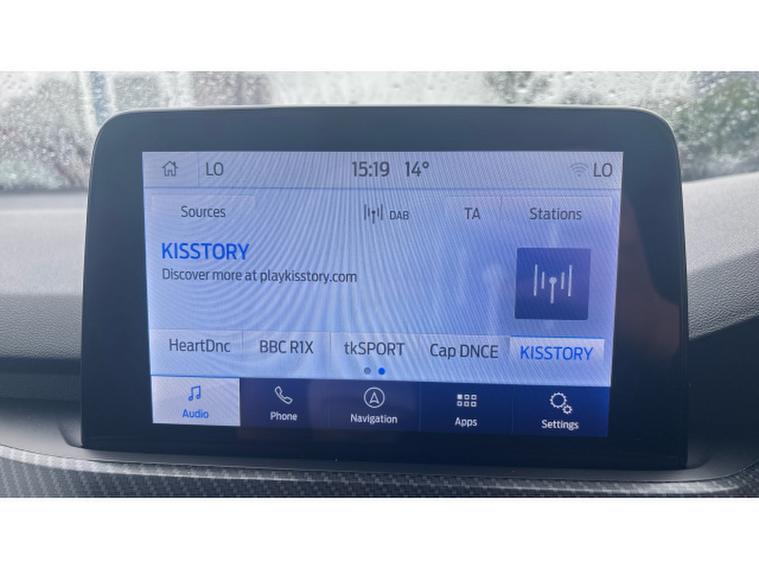 LO 15:19 14° LO
Sources DAB TA Stations
KISSTORY
Discover more at playkisstory.com
HeartDnc BBC R1X tkSPORT Cap DNCE KISSTORY
Audio Phone Navigation Apps Settings